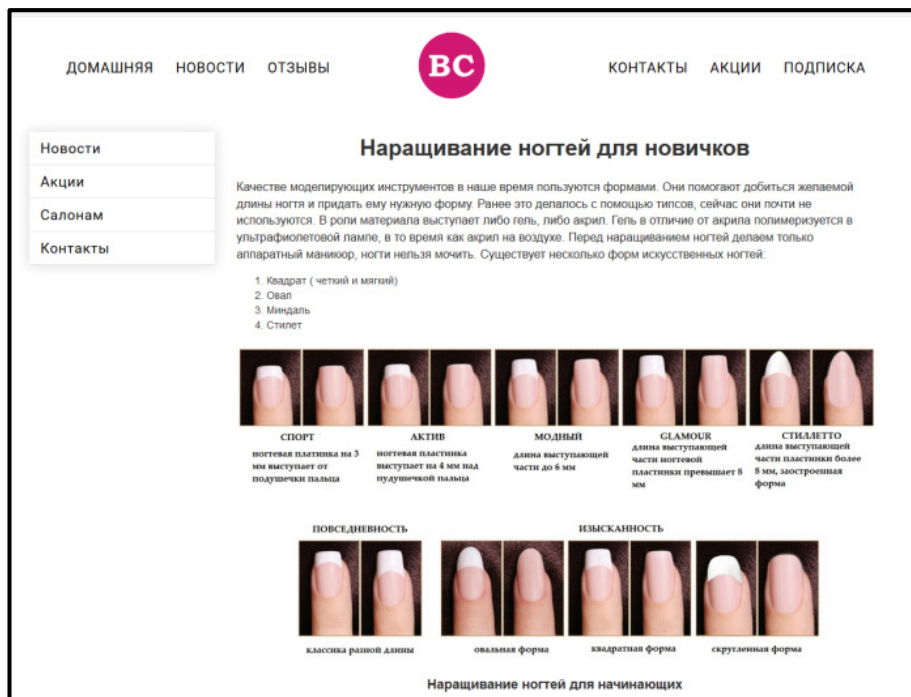 ДОМАШНЯЯ НОВОСТИ ОТЗЫВЫ BC КОНТАКТЫ АКЦИИ ПОДПИСКА
Новости
Акции
Салонам
Контакты
Наращивание ногтей для новичков
Качестве моделирующих инструментов в наше время пользуются формами. Они помогают добиться желаемой
длины ногтя и придать ему нужную форму. Ранее это делалось с помощью типсов, сейчас они почти не
используются. В роли материала выступает либо гель, либо акрил. Гель в отличие от акрила полимеризуется в
ультрафиолетовой лампе, в то время как акрил на воздухе. Перед наращиванием ногтей делаем только
аппаратный маникюр, ногти нельзя мочить. Существует несколько форм искусственных ногтей:
1. Квадрат ( четкий и мягкий)
2. Овал
3. Миндаль
4. Стилет
СПОРТ
ногтевая платинка на 3
мм выступает от
подушечки пальца
АКТИВ
ногтевая пластинка
выступает на 4 мм над
пудушечкой пальца
МОДНЫЙ
длина выступающей
части до 6 мм
GLAMOUR
длина выступающей
части ногтевой
пластинки превышает 8
мм
СТИЛЛЕТТО
длина выступающей
части пластинки более
8 мм, заостренная
форма
ПОВСЕДНЕВНОСТЬ
ИЗЫСКАННОСТЬ
классика разной длины
овальная форма
квадратная форма
скругленная форма
Наращивание ногтей для начинающих